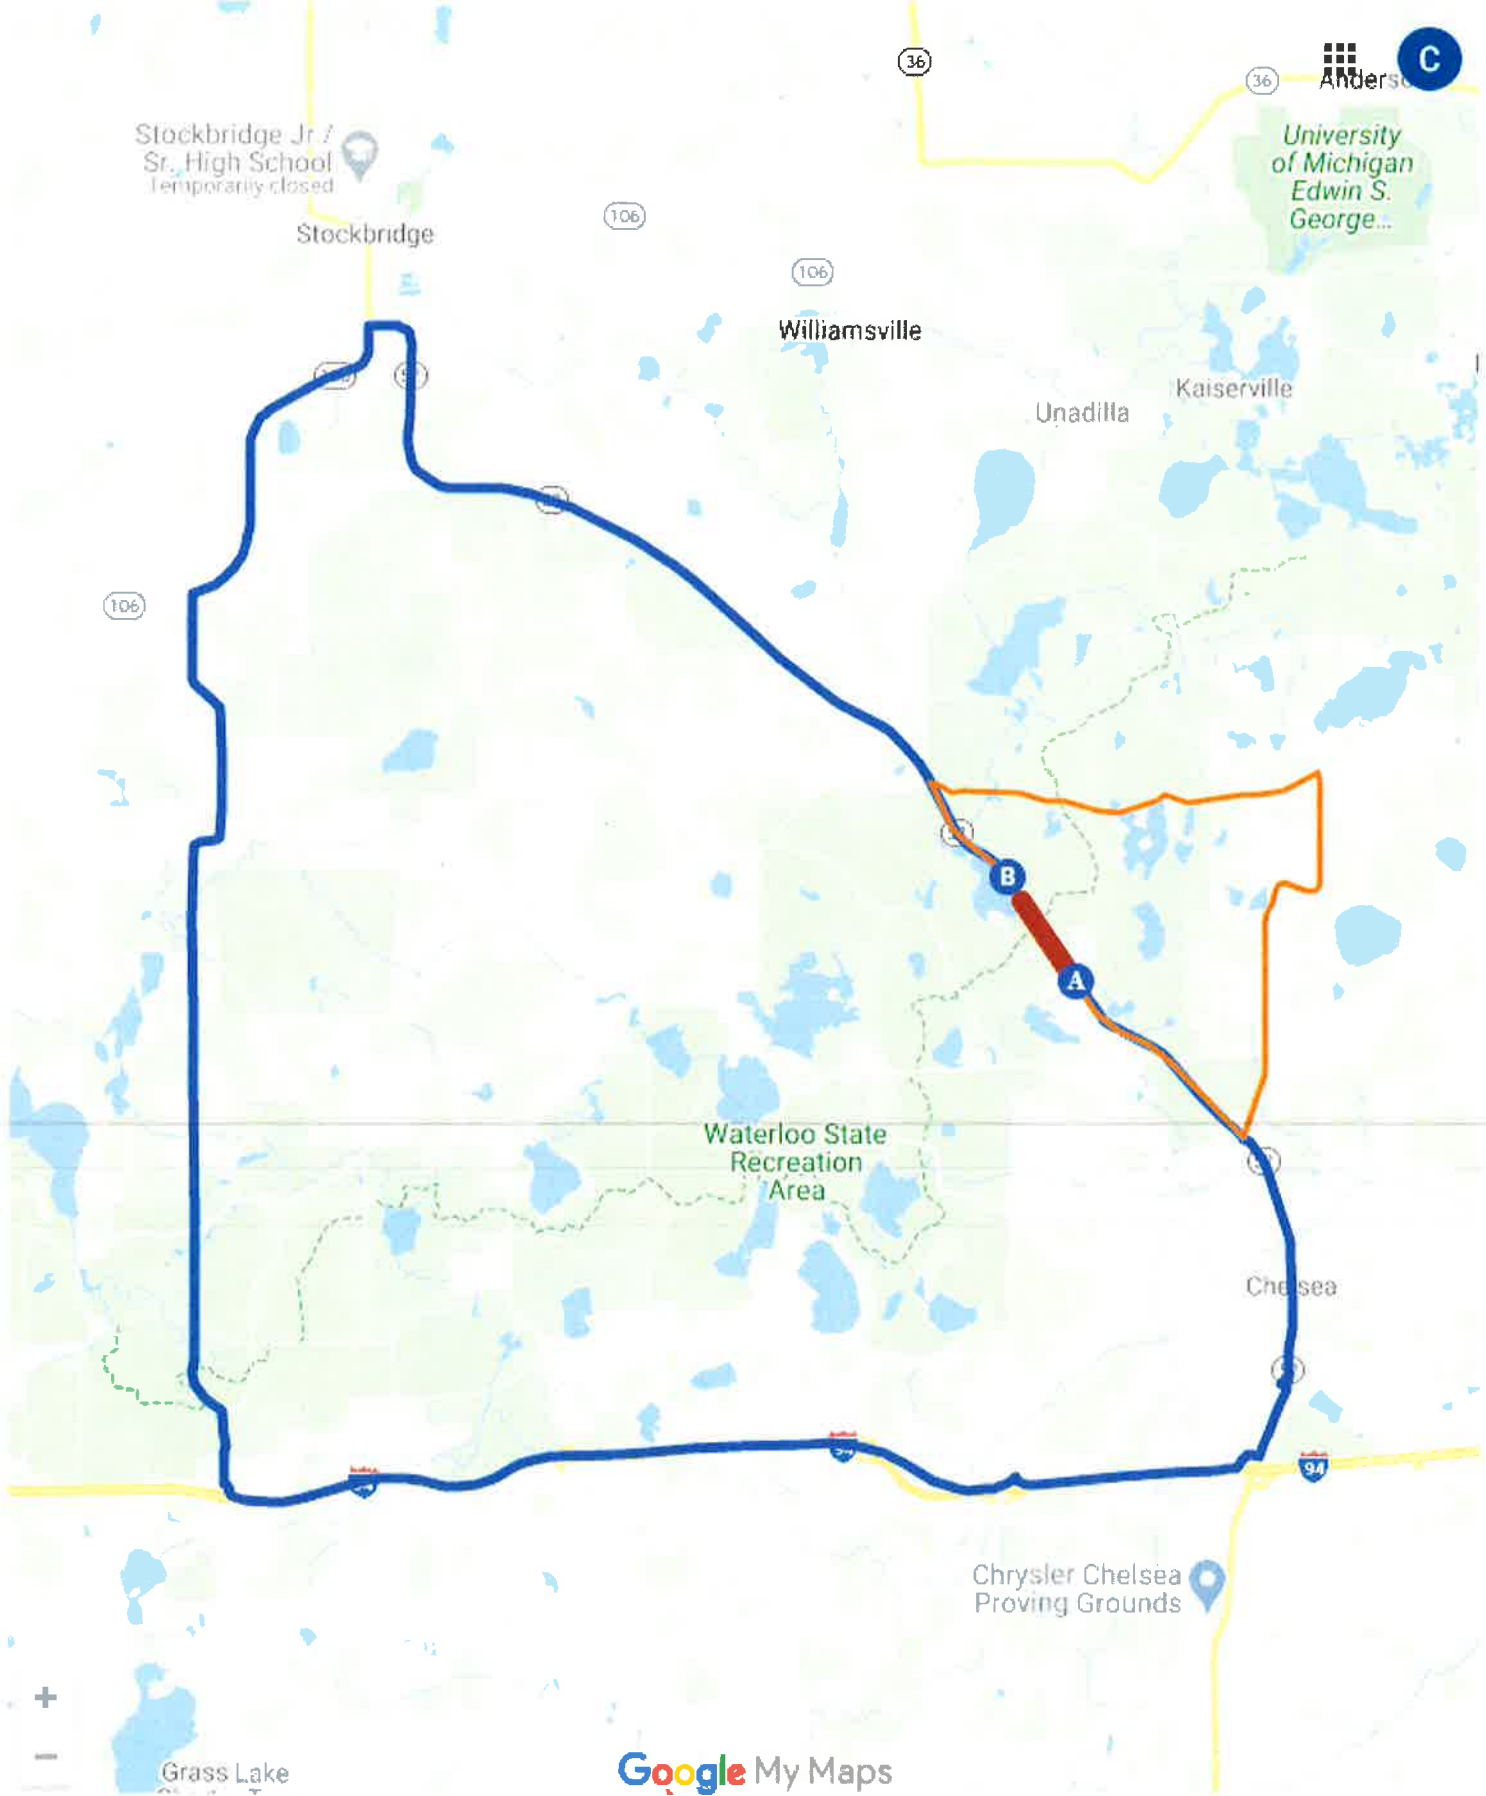 36
36
C
Stockbridge Jr./
Sr. High School
Temporarily closed
University
of Michigan
Edwin S.
George...
Stockbridge
106
106
Williamsville
Kaiserville
Unadilla
106
B
A
Waterloo State
Recreation
Area
Chelsea
94
94
Chrysler Chelsea
Proving Grounds
+
−
Grass Lake
Google My Maps